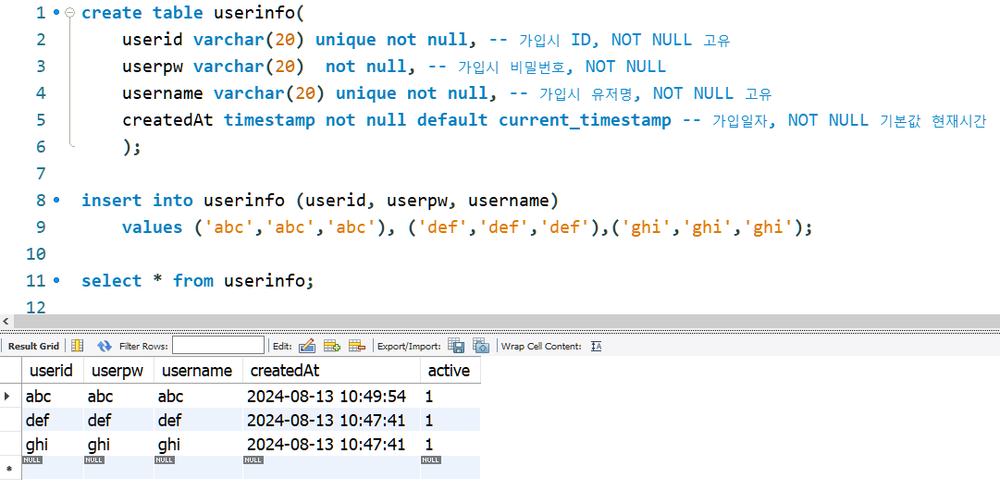 1 create table userinfo(
2 userid varchar(20) unique not null, -- 가입시 ID, NOT NULL 고유
3 userpw varchar(20)  not null, -- 가입시 비밀번호, NOT NULL
4 username varchar(20) unique not null, -- 가입시 유저명, NOT NULL 고유
5 createdAt timestamp not null default current_timestamp -- 가입일자, NOT NULL 기본값 현재시간
6 );
7
8 insert into userinfo (userid, userpw, username)
9 values ('abc','abc','abc'), ('def','def','def'),('ghi','ghi','ghi');
10
11 select * from userinfo;
12
Result Grid Filter Rows: Edit: Export/Import: Wrap Cell Content: IA
userid userpw username createdAt active
abc abc abc 2024-08-13 10:49:54 1
def def def 2024-08-13 10:47:41 1
ghi ghi ghi 2024-08-13 10:47:41 1
NULL NULL NULL NULL NULL